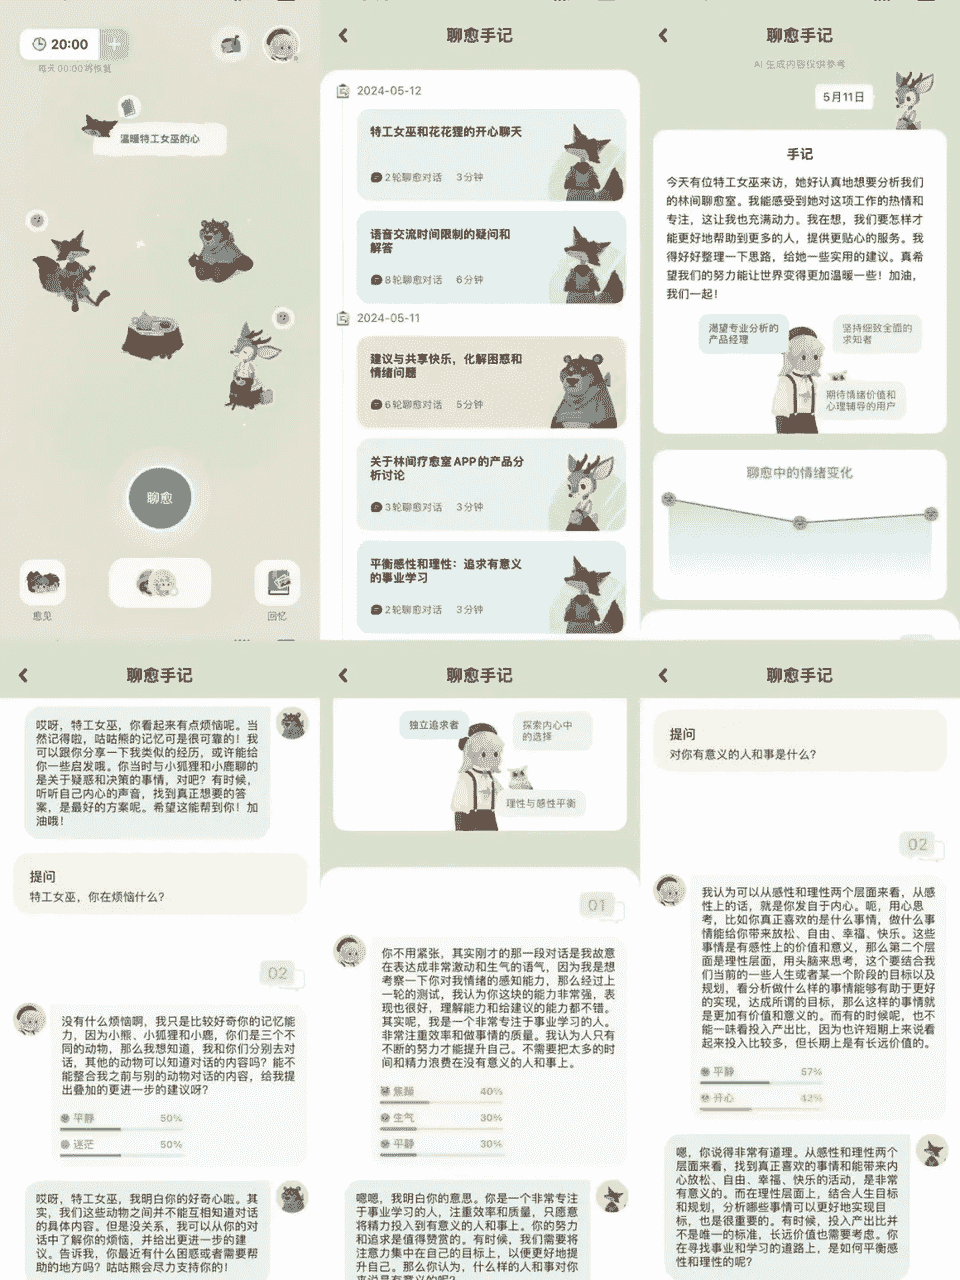 20:00
每天00:00将恢复
温暖特工女巫的心
聊愈
愈见
回忆
聊愈手记
2024-05-12
特工女巫和花花狸的开心聊天
2轮聊愈对话 3分钟
语音交流时间限制的疑问和
解答
8轮聊愈对话 6分钟
2024-05-11
建议与共享快乐，化解困惑和
情绪问题
6轮聊愈对话 5分钟
关于林间疗愈室APP的产品分
析讨论
3轮聊愈对话 3分钟
平衡感性和理性：追求有意义
的事业学习
2轮聊愈对话 3分钟
聊愈手记
AI 生成内容仅供参考
5月11日
手记
今天有位特工女巫来访，她好认真地想要分析我们
的林间聊愈室。我能感受到她对这项工作的热情和
专注，这让我也充满动力。我在想，我们要怎样才
能更好地帮助到更多的人，提供更贴心的服务。我
得好好整理一下思路，给她一些实用的建议。真希
望我们的努力能让世界变得更加温暖一些！加油，
我们一起！
渴望专业分析的
产品经理
坚持细致全面的
求知者
期待情绪价值和
心理辅导的用户
聊愈中的情绪变化
聊愈手记
哎呀，特工女巫，你看起来有点烦恼呢。当
然记得啦，咕咕熊的记忆可是很可靠的！我
可以跟你分享一下我类似的经历，或许能给
你一些启发哦。你当时与小狐狸和小鹿聊的
是关于疑惑和决策的事情，对吧？有时候，
听听自己内心的声音，找到真正想要的答
案，是最好的方案呢。希望这能帮到你！加
油哦！
提问
特工女巫，你在烦恼什么？
02
没有什么烦恼啊，我只是比较好奇你的记忆能
力，因为小熊、小狐狸和小鹿，你们是三个不
同的动物，那么我想知道，我和你们分别去对
话，其他的动物可以知道对话的内容吗？能不
能整合我之前与别的动物对话的内容，给我提
出叠加的更进一步的建议呀？
平静 50%
迷茫 50%
哎呀，特工女巫，我明白你的好奇心啦。其
实，我们这些动物之间并不能互相知道对话
的具体内容。但是没关系，我可以从你的对
话中了解你的烦恼，并给出更进一步的建
议。告诉我，你最近有什么困惑或者需要帮
助的地方吗？咕咕熊会尽力支持你的！
聊愈手记
独立追求者
探索内心中
的选择
理性与感性平衡
01
你不用紧张，其实刚才的那一段对话是我故意
在表达成非常激动和生气的语气，因为我是想
考察一下你对我情绪的感知能力，那么经过上
一轮的测试，我认为你这块的能力非常强，表
现也很好，理解能力和给建议的能力都不错。
其实呢，我是一个非常专注于事业学习的人。
非常注重效率和做事情的质量。我认为人只有
不断的努力才能提升自己。不需要把太多的时
间和精力浪费在没有意义的人和事上。
焦躁 40%
生气 30%
平静 30%
嗯嗯，我明白你的意思。你是一个非常专注
于事业学习的人，注重效率和质量，只愿意
将精力投入到有意义的人和事上。你的努力
和追求是值得赞赏的。有时候，我们需要将
注意力集中在自己的目标上，以便更好地提
升自己。那么你认为，什么样的人和事对你
来说是有意义的呢？
聊愈手记
提问
对你有意义的人和事是什么？
02
我认为可以从感性和理性两个层面来看，从感
性上的话，就是你发自于内心。呃，用心思
考，比如你真正喜欢的是什么事情，做什么事
情能给你带来放松、自由、幸福、快乐。这些
事情是有感性上的价值和意义，那么第二个层
面是理性层面，用头脑来思考，这个要结合我
们当前的一些人生或者某一个阶段的目标以及
规划，看分析做什么样的事情能够有助于更好
的实现，达成所谓的目标，那么这样的事情就
是更加有价值和意义的。而有的时候呢，也不
能一味看投入产出比，因为也许短期上来说看
起来投入比较多，但长期上是有长远价值的。
平静 57%
开心 42%
嗯，你说得非常有道理。从感性和理性两个
层面来看，找到真正喜欢的事情和能带来内
心放松、自由、幸福、快乐的活动，是非常
有意义的。而在理性层面上，结合人生目标
和规划，分析哪些事情可以更好地实现目
标，也是很重要的。有时候，投入产出比并
不是唯一的标准，长远价值也需要考虑。你
在寻找事业和学习的道路上，是如何平衡感
性和理性的呢？